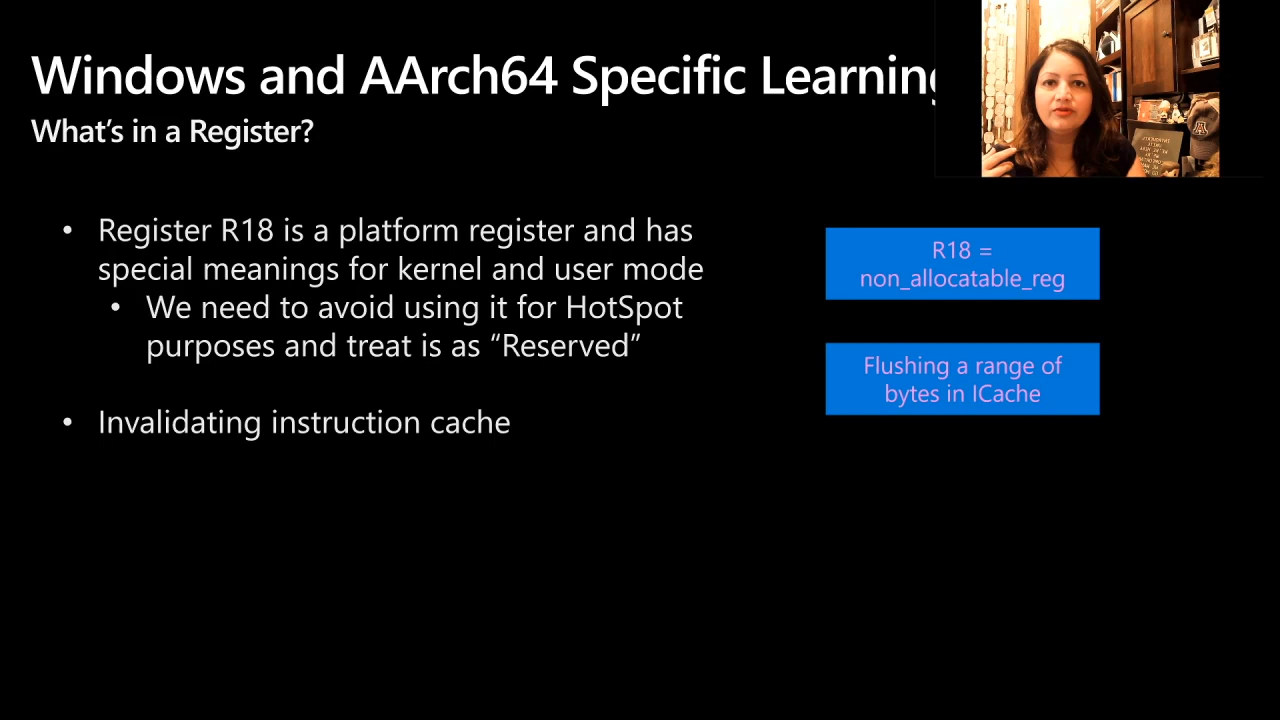 Windows and AArch64 Specific Learning
What’s in a Register?
• Register R18 is a platform register and has
special meanings for kernel and user mode
• We need to avoid using it for HotSpot
purposes and treat is as “Reserved”
• Invalidating instruction cache
R18 =
non_allocatable_reg
Flushing a range of
bytes in ICache